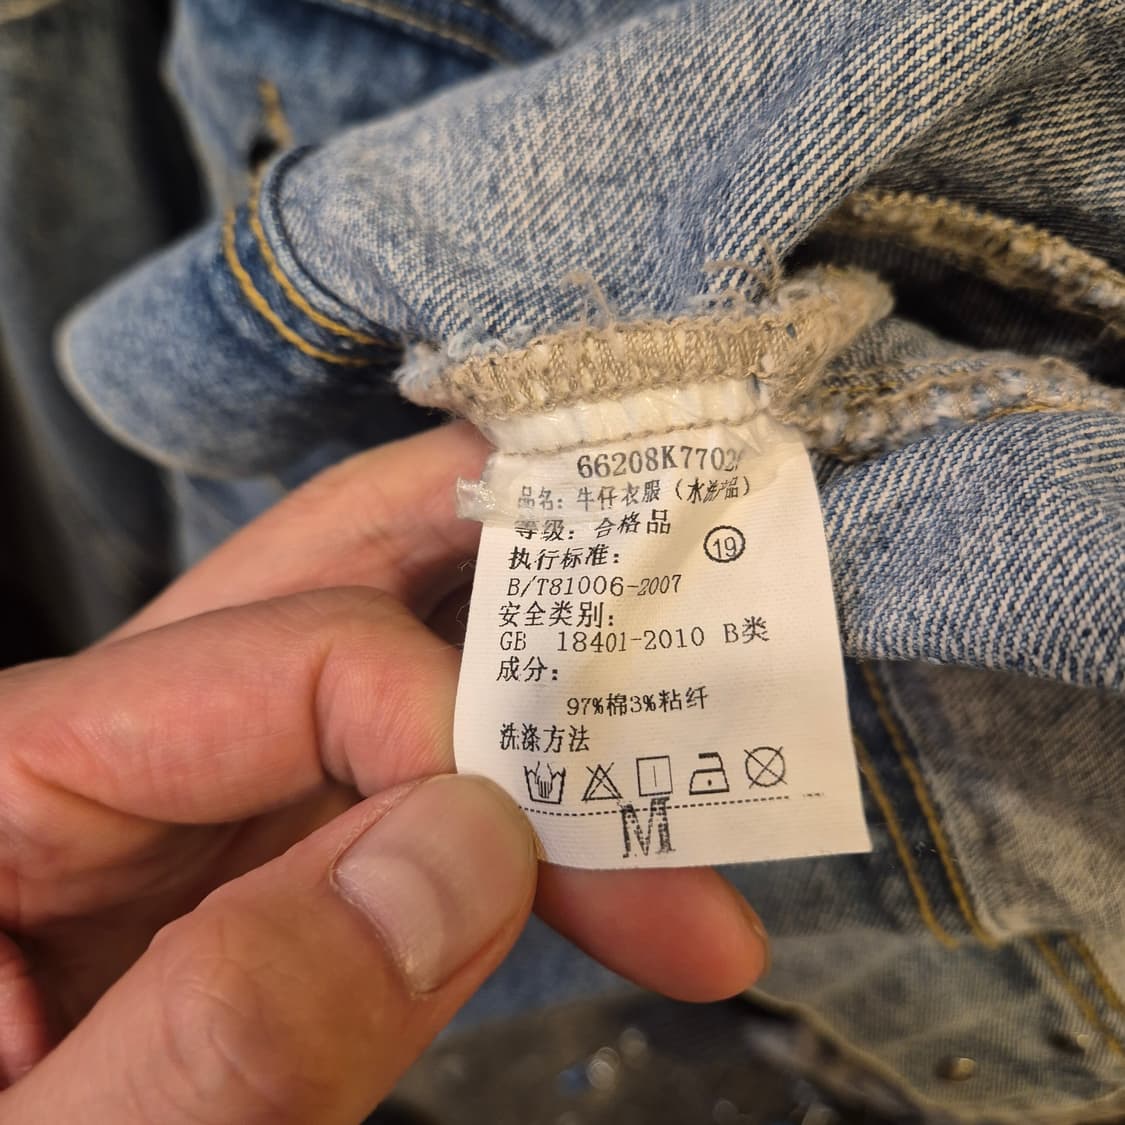 66208K7702
品名：牛仔衣服（水洗产品）
等级：合格品
19
执行标准：
B/T81006-2007
安全类别：
GB 18401-2010 B类
成分：
97%棉3%粘纤
洗涤方法
M